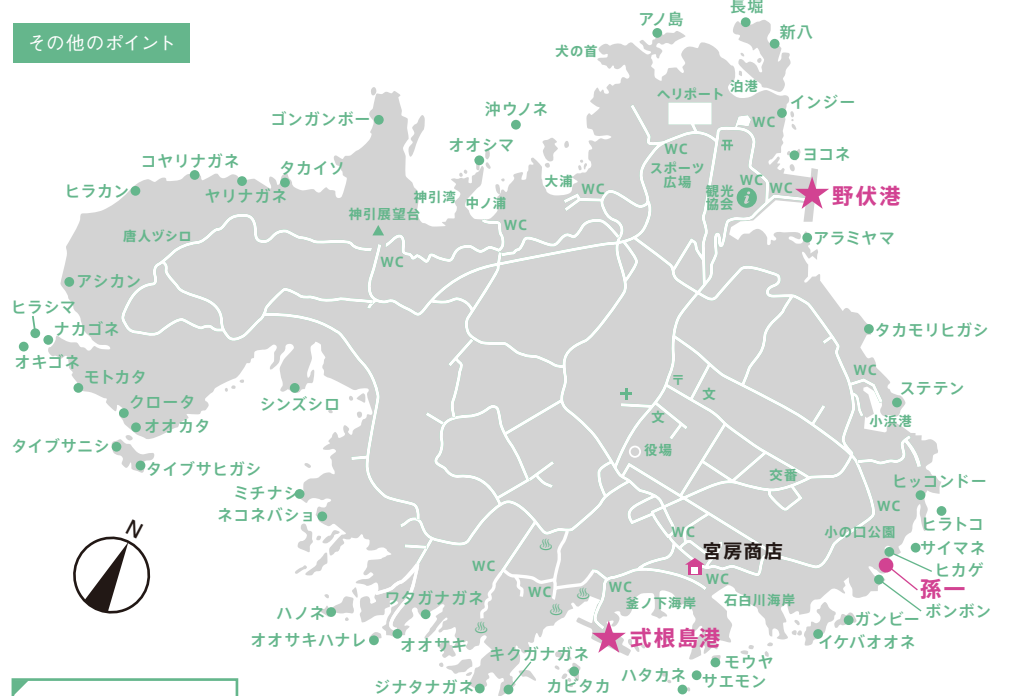 その他のポイント
長堀
アノ島
新八
犬の首
泊港
ヘリポート
インジー
沖ウノネ
ゴンガンボー
WC
オオシマ
WC
ヨコネ
コヤリナガネ
タカイソ
スポーツ
広場
大浦
WC
WC
WC
ヒラカン
ヤリナガネ
神引湾
中ノ浦
観光
協会
i
野伏港
神引展望台
WC
唐人ヅシロ
アラミヤマ
WC
アシカン
ヒラシマ
ナカゴネ
タカモリヒガシ
オキゴネ
モトカタ
WC
〒
文
ステテン
クロータ
シンズシロ
文
小浜港
オオカタ
タイブサニシ
役場
タイブサヒガシ
交番
ヒッコンドー
ミチナシ
WC
ネコネバショ
ヒラトコ
N
WC
小の口公園
宮房商店
サイマネ
WC
WC
ヒカゲ
WC
WC
孫一
ワタガナガネ
釜ノ下海岸
石白川海岸
ハノネ
ボンボン
ガンビー
オオサキハナレ
オオサキ
式根島港
イケバオオネ
キクガナガネ
モウヤ
ジナタナガネ
カビタカ
ハタカネ
サエモン